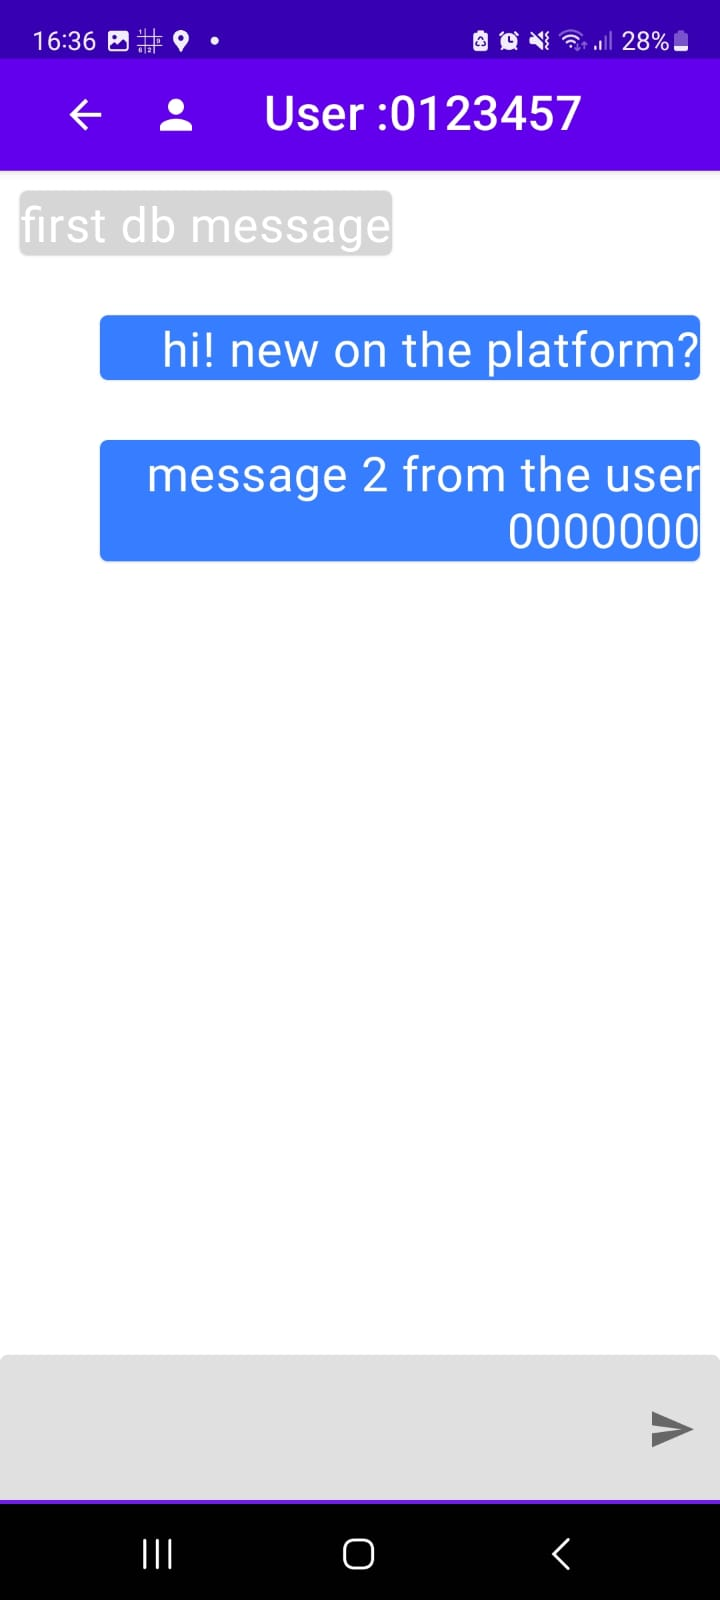 16:36 28%
User :0123457
first db message
hi! new on the platform?
message 2 from the user
0000000